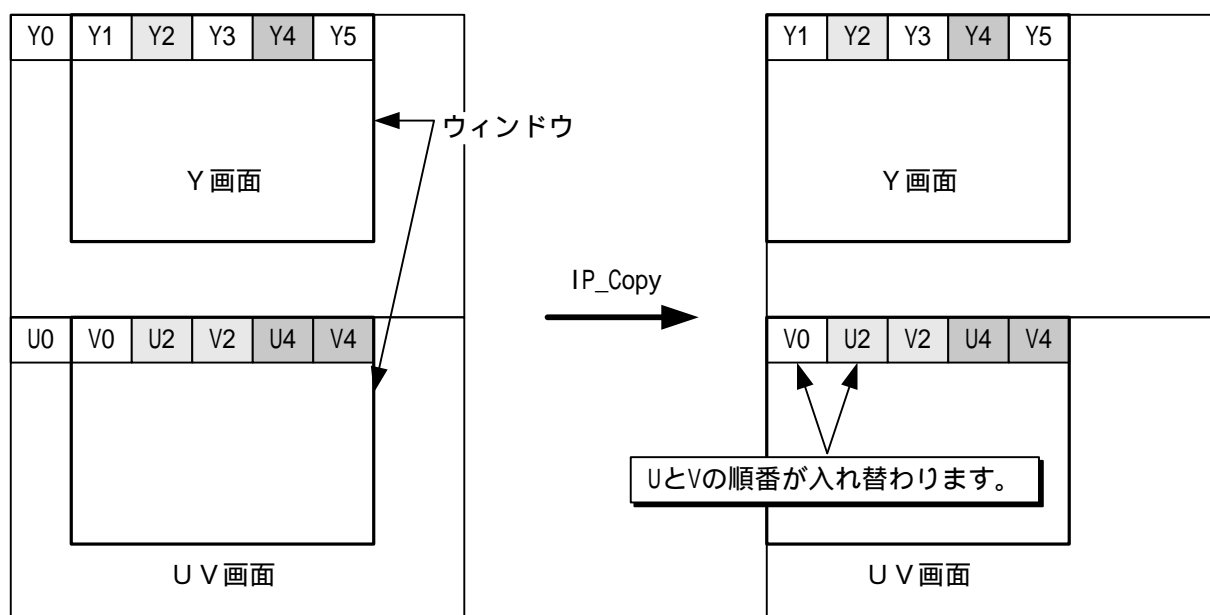 Y0 Y1 Y2 Y3 Y4 Y5
ウィンドウ
Y画面
U0 V0 U2 V2 U4 V4
UV画面
IP_Copy
Y1 Y2 Y3 Y4 Y5
Y画面
V0 U2 V2 U4 V4
UとVの順番が入れ替わります。
UV画面